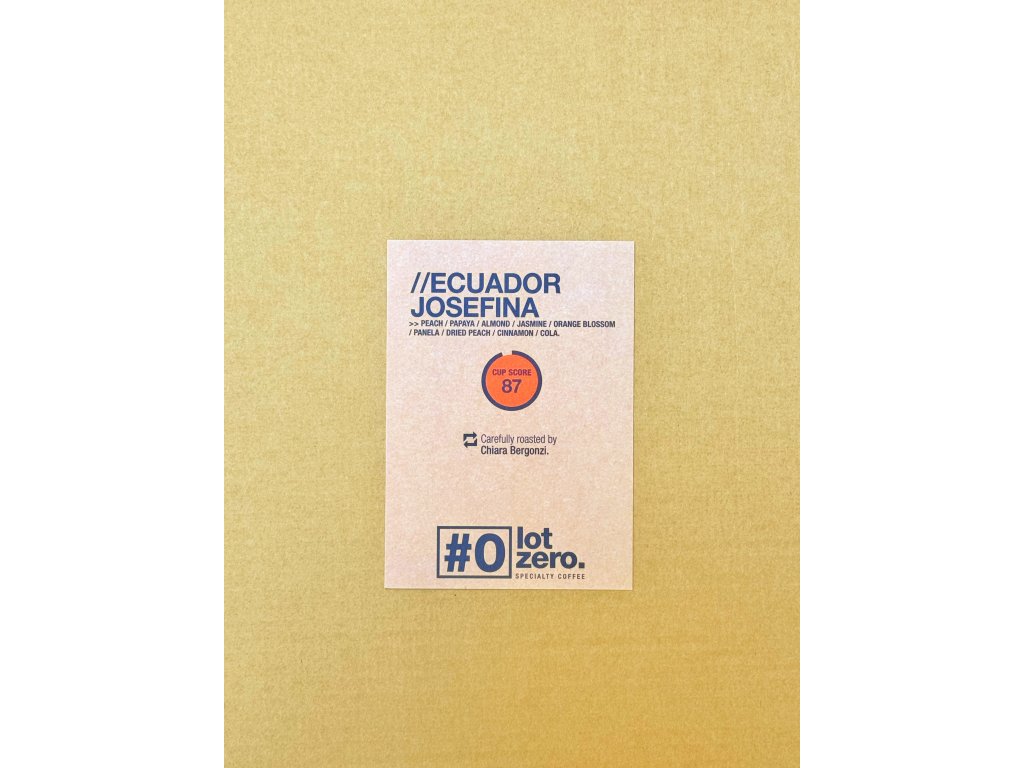 //ECUADOR
JOSEFINA
>> PEACH / PAPAYA / ALMOND / JASMINE / ORANGE BLOSSOM
/ PANELA / DRIED PEACH / CINNAMON / COLA.
CUP SCORE
87
Carefully roasted by
Chiara Bergonzi.
#0 lot
zero.
SPECIALTY COFFEE